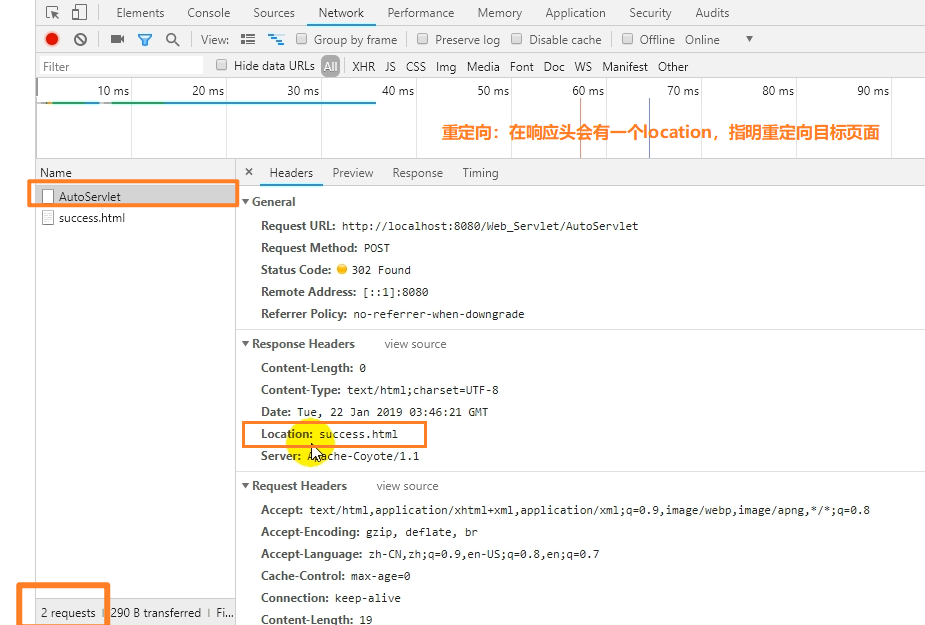 Elements Console Sources Network Performance Memory Application Security Audits
View: Group by frame Preserve log Disable cache Offline Online
Filter Hide data URLs All XHR JS CSS Img Media Font Doc WS Manifest Other
10 ms 20 ms 30 ms 40 ms 50 ms 60 ms 70 ms 80 ms 90 ms
重定向：在响应头会有一个location，指明重定向目标页面
Name
AutoServlet
success.html
× Headers Preview Response Timing
General
Request URL: http://localhost:8080/Web_Servlet/AutoServlet
Request Method: POST
Status Code: 302 Found
Remote Address: [::1]:8080
Referrer Policy: no-referrer-when-downgrade
Response Headers view source
Content-Length: 0
Content-Type: text/html;charset=UTF-8
Date: Tue, 22 Jan 2019 03:46:21 GMT
Location: success.html
Server: Apache-Coyote/1.1
Request Headers view source
Accept: text/html,application/xhtml+xml,application/xml;q=0.9,image/webp,image/apng,*/*;q=0.8
Accept-Encoding: gzip, deflate, br
Accept-Language: zh-CN,zh;q=0.9,en-US;q=0.8,en;q=0.7
Cache-Control: max-age=0
Connection: keep-alive
Content-Length: 19
2 requests | 290 B transferred | Fi...